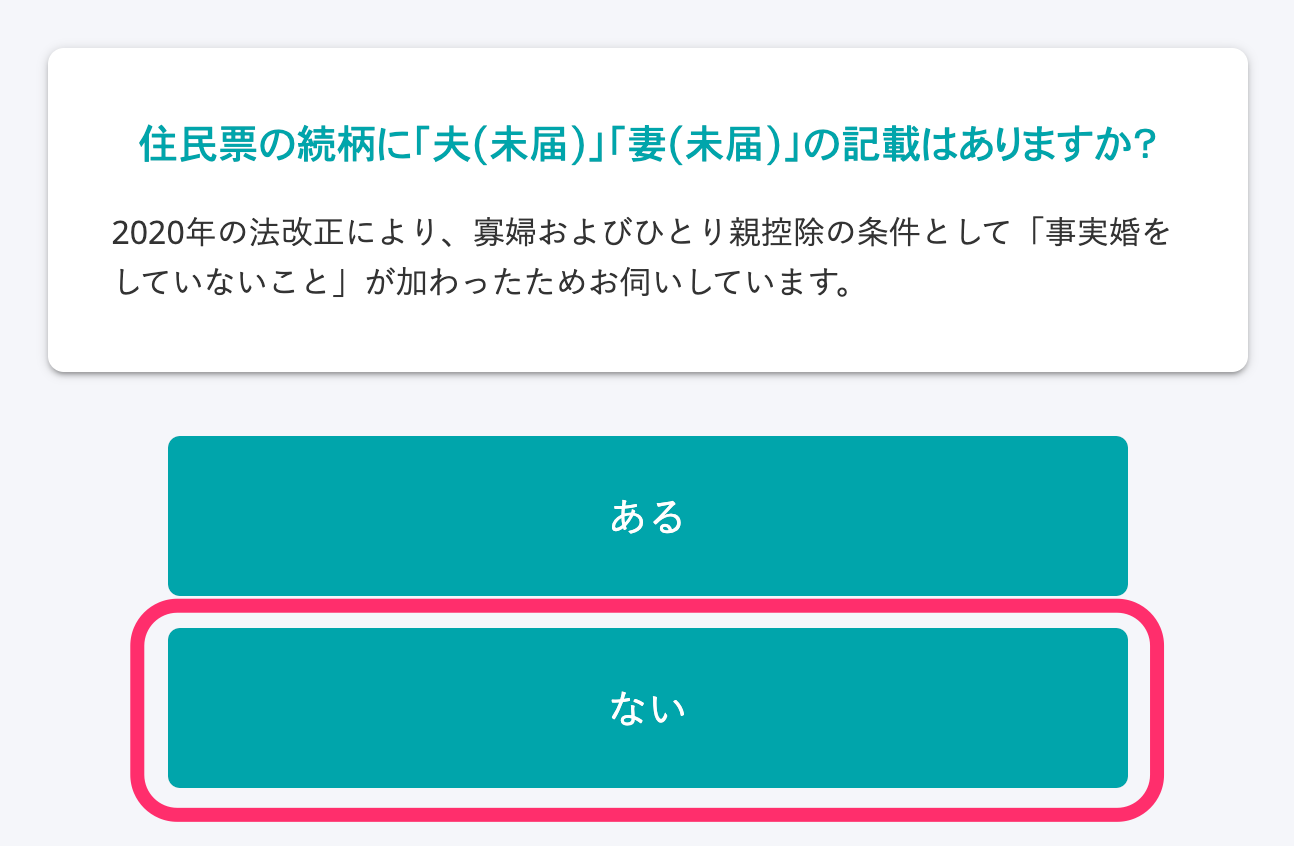 住民票の続柄に「夫(未届)」「妻(未届)」の記載はありますか?
2020年の法改正により、寡婦およびひとり親控除の条件として「事実婚を
していないこと」が加わったためお伺いしています。
ある
ない